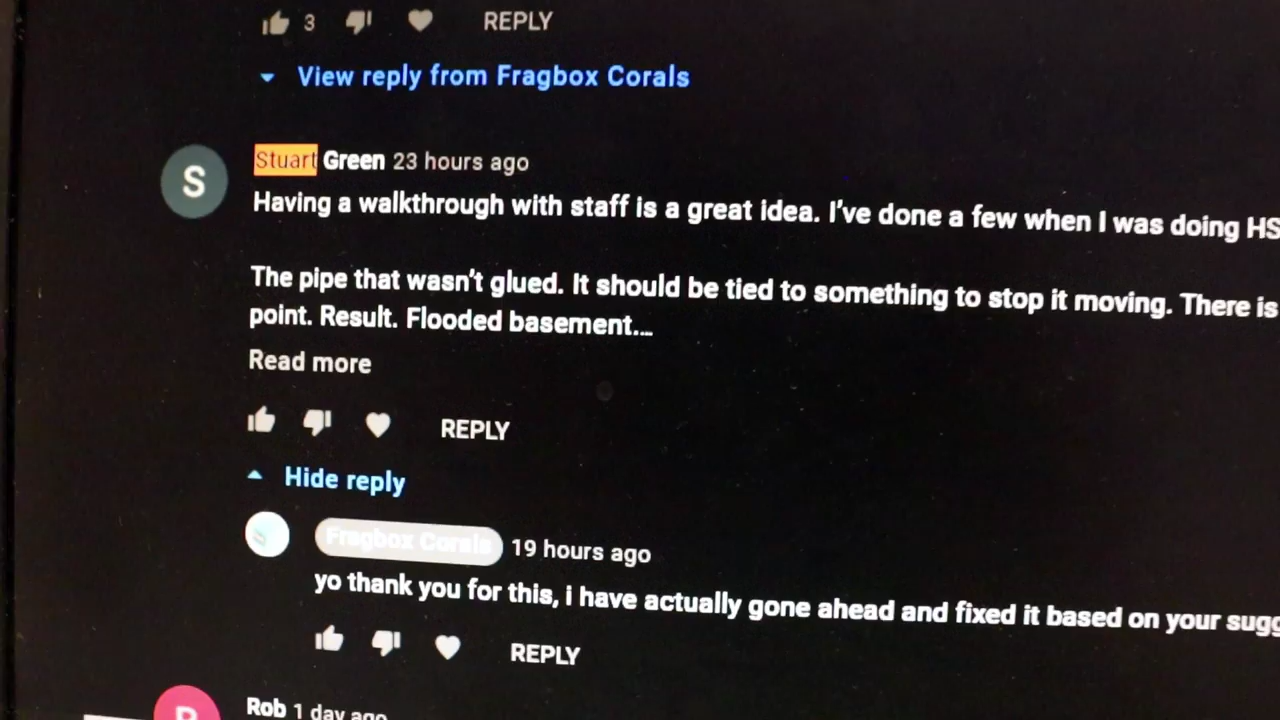 3 REPLY
View reply from Fragbox Corals
S
Stuart Green 23 hours ago
Having a walkthrough with staff is a great idea. I've done a few when I was doing HS
The pipe that wasn't glued. It should be tied to something to stop it moving. There is
point. Result. Flooded basement...
Read more
REPLY
Hide reply
Fragbox Corals 19 hours ago
yo thank you for this, i have actually gone ahead and fixed it based on your sugg
REPLY
R
Rob 1 day ago